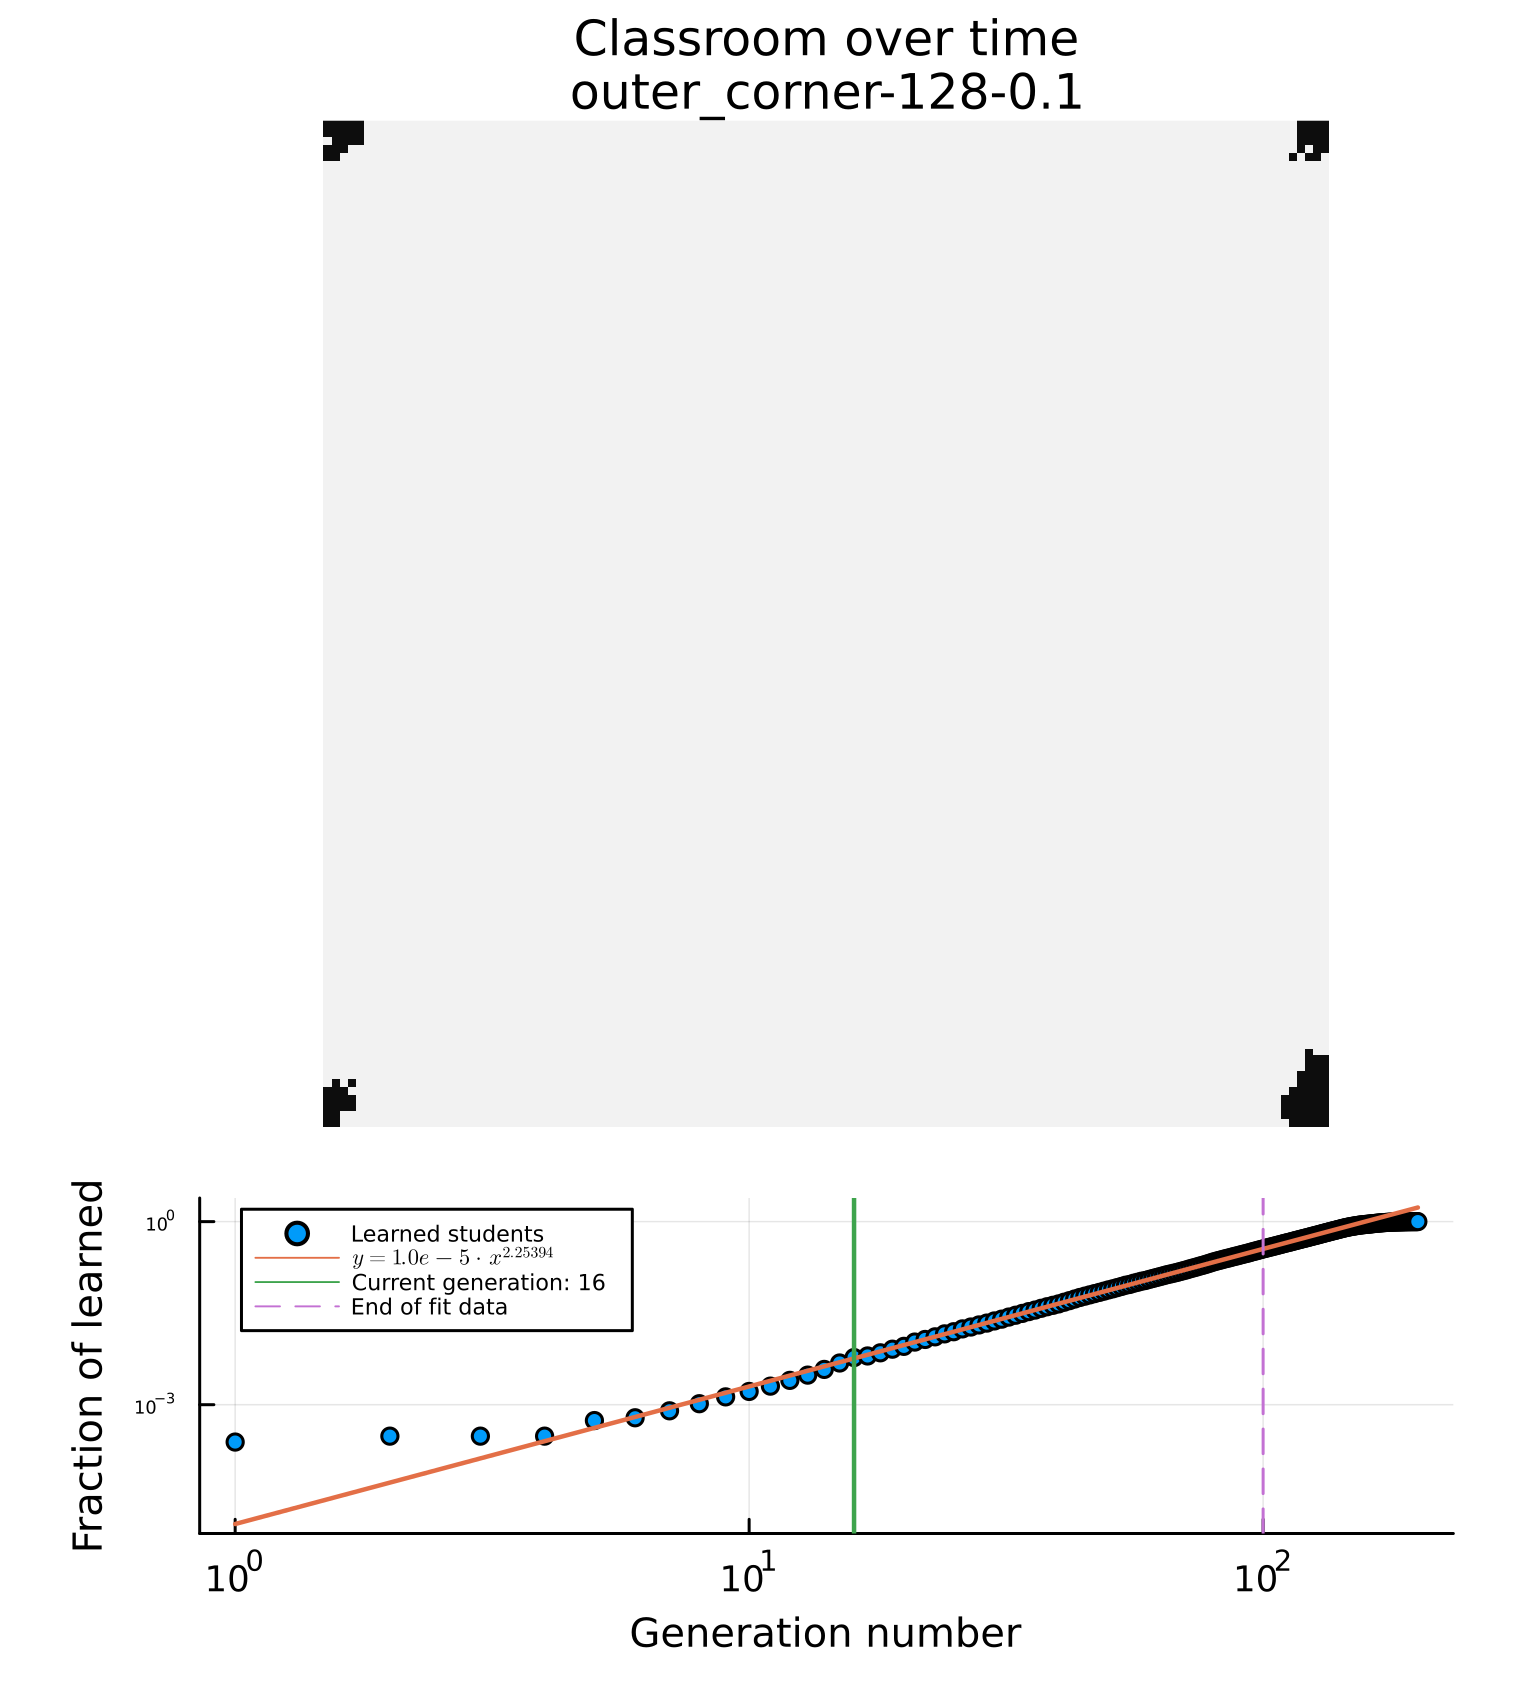 Classroom over time
outer_corner-128-0.1
Fraction of learned
10^0
10^−3
Learned students
y = 1.0e − 5 · x^2.25394
Current generation: 16
End of fit data
10^0 10^1 10^2
Generation number